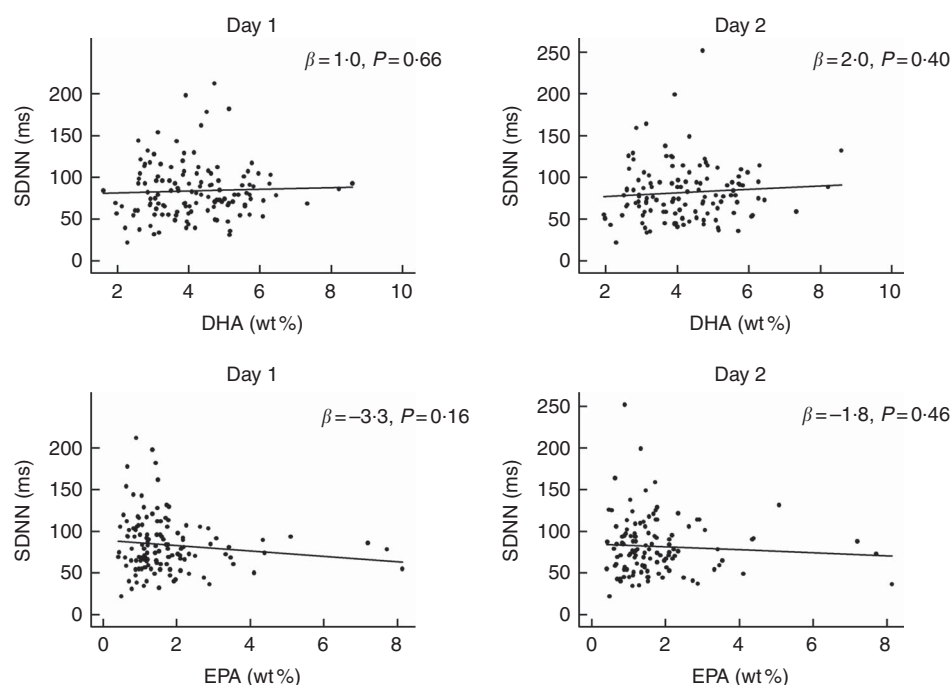 Day 1
β=1·0, P=0·66
200
150
100
50
0
SDNN (ms)
2 4 6 8 10
DHA (wt %)
Day 2
β=2·0, P=0·40
250
200
150
100
50
0
SDNN (ms)
2 4 6 8 10
DHA (wt %)
Day 1
β=−3·3, P=0·16
200
150
100
50
0
SDNN (ms)
0 2 4 6 8
EPA (wt %)
Day 2
β=−1·8, P=0·46
250
200
150
100
50
0
SDNN (ms)
0 2 4 6 8
EPA (wt %)